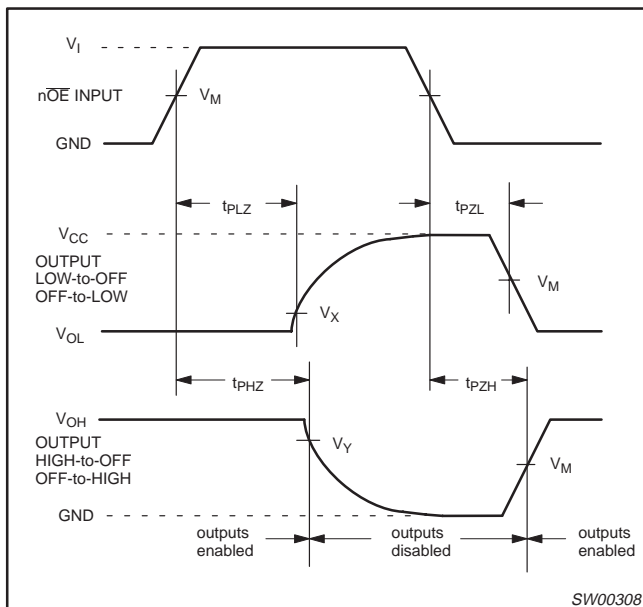 V_I
nOE INPUT
V_M
GND
t_PLZ
t_PZL
V_CC
OUTPUT
LOW-to-OFF
OFF-to-LOW
V_M
V_X
V_OL
t_PHZ
t_PZH
V_OH
OUTPUT
HIGH-to-OFF
OFF-to-HIGH
V_Y
V_M
GND
outputs
enabled
outputs
disabled
outputs
enabled
SW00308